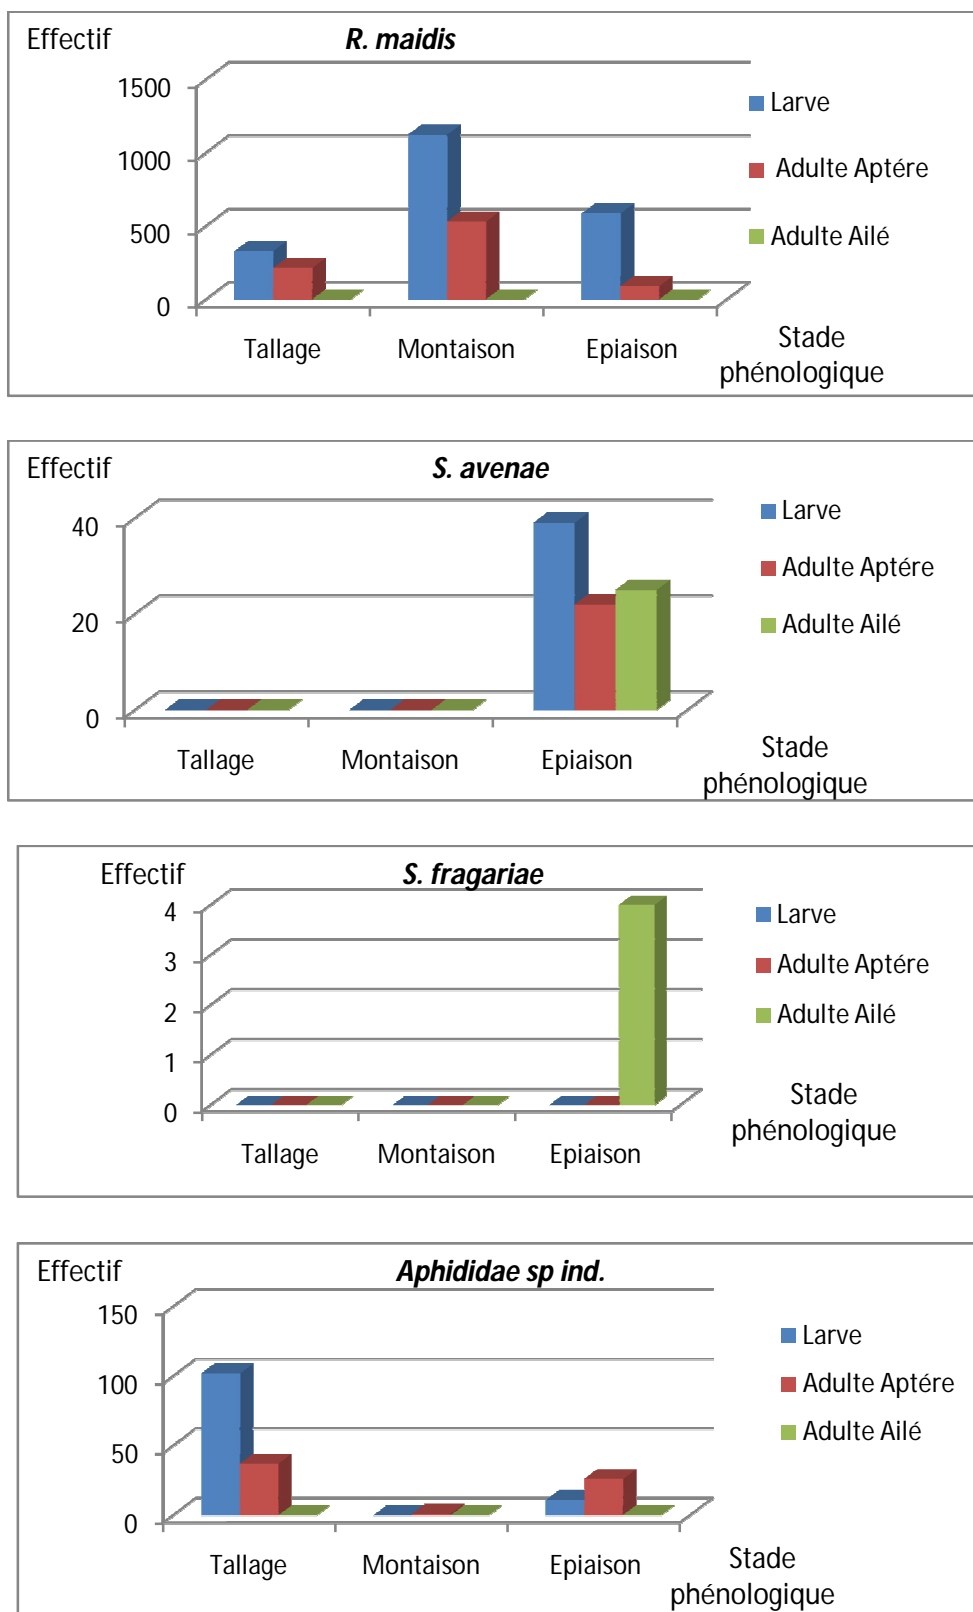 Effectif
R. maidis
1500
1000
500
0
Larve
Adulte Aptére
Adulte Ailé
Tallage
Montaison
Epiaison
Stade
phénologique
Effectif
S. avenae
40
20
0
Larve
Adulte Aptére
Adulte Ailé
Tallage
Montaison
Epiaison
Stade
phénologique
Effectif
S. fragariae
4
3
2
1
0
Larve
Adulte Aptére
Adulte Ailé
Tallage
Montaison
Epiaison
Stade
phénologique
Effectif
Aphididae sp ind.
150
100
50
0
Larve
Adulte Aptére
Adulte Ailé
Tallage
Montaison
Epiaison
Stade
phénologique